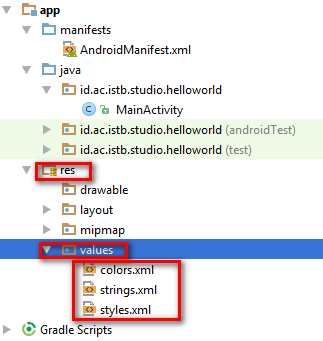 app
manifests
AndroidManifest.xml
java
id.ac.istb.studio.helloworld
MainActivity
id.ac.istb.studio.helloworld (androidTest)
id.ac.istb.studio.helloworld (test)
res
drawable
layout
mipmap
values
colors.xml
strings.xml
styles.xml
Gradle Scripts